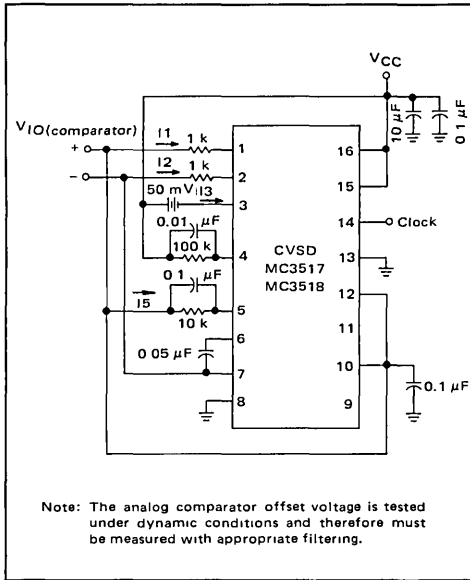 VCC
VIO(comparator)
10 µF
0 1 µF
+
I1
1 k
1
16
I2
1 k
−
2
15
50 mV
I3
3
14
Clock
0.01
µF
100 k
4
CVSD
MC3517
MC3518
13
0 1
µF
12
I5
10 k
5
11
0 05 µF
6
7
10
0.1 µF
8
9
Note: The analog comparator offset voltage is tested
under dynamic conditions and therefore must
be measured with appropriate filtering.